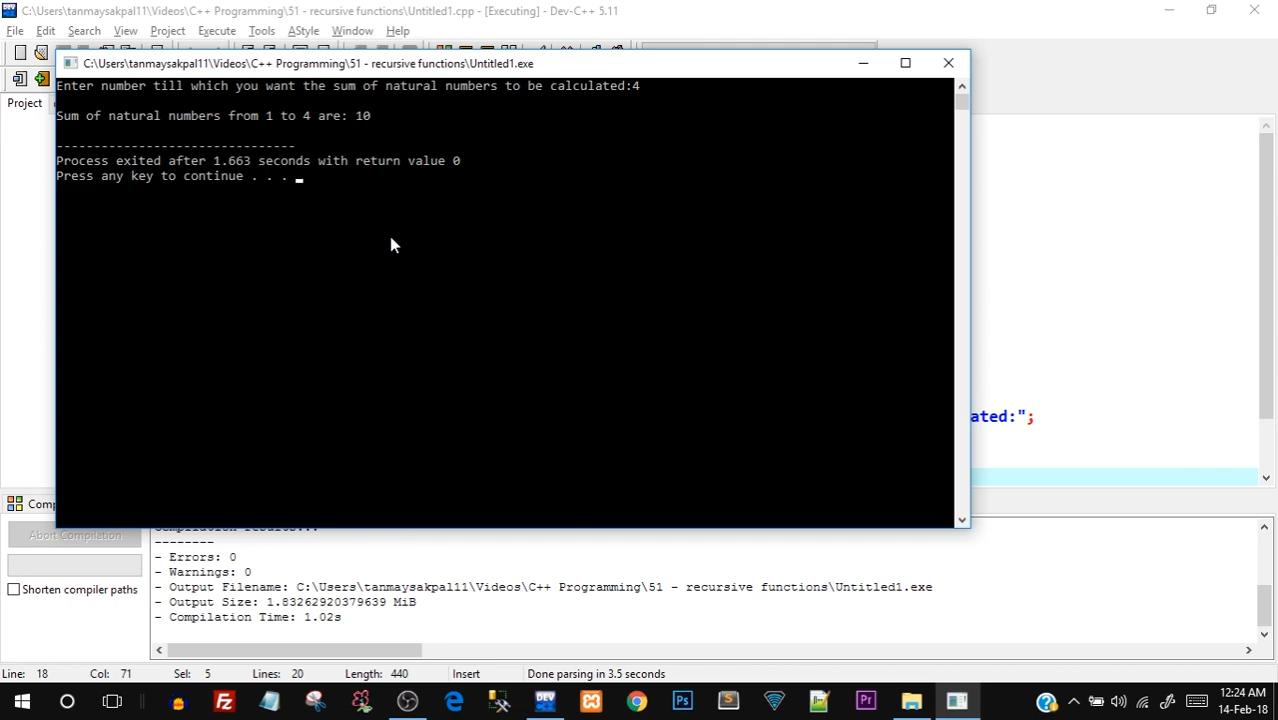 C:\Users\tanmaysakpal11\Videos\C++ Programming\51 - recursive functions\Untitled1.cpp - [Executing] - Dev-C++ 5.11
File Edit Search View Project Execute Tools AStyle Window Help
C:\Users\tanmaysakpal11\Videos\C++ Programming\51 - recursive functions\Untitled1.exe
Enter number till which you want the sum of natural numbers to be calculated:4
Project
Sum of natural numbers from 1 to 4 are: 10
--------------------------------
Process exited after 1.663 seconds with return value 0
Press any key to continue . . .
ated:";
Comp
Compilation results...
--------
Abort Compilation
- Errors: 0
- Warnings: 0
Shorten compiler paths
- Output Filename: C:\Users\tanmaysakpal11\Videos\C++ Programming\51 - recursive functions\Untitled1.exe
- Output Size: 1.83262920379639 MiB
- Compilation Time: 1.02s
Line: 18 Col: 71 Sel: 5 Lines: 20 Length: 440 Insert Done parsing in 3.5 seconds
DEV Ps S Pr
12:24 AM
14-Feb-18